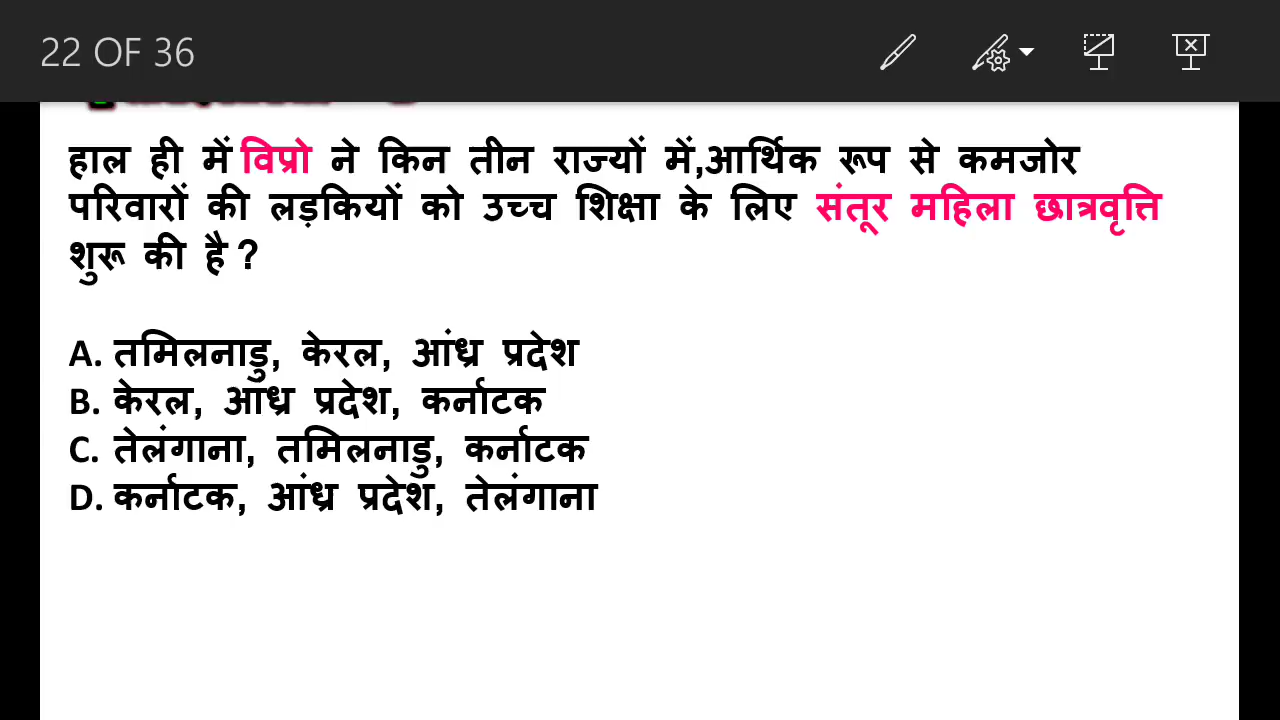 22 OF 36
हाल ही में विप्रो ने किन तीन राज्यों में,आर्थिक रूप से कमजोर
परिवारों की लड़कियों को उच्च शिक्षा के लिए संतूर महिला छात्रवृत्ति
शुरू की है ?
A. तमिलनाडु, केरल, आंध्र प्रदेश
B. केरल, आंध्र प्रदेश, कर्नाटक
C. तेलंगाना, तमिलनाडु, कर्नाटक
D. कर्नाटक, आंध्र प्रदेश, तेलंगाना